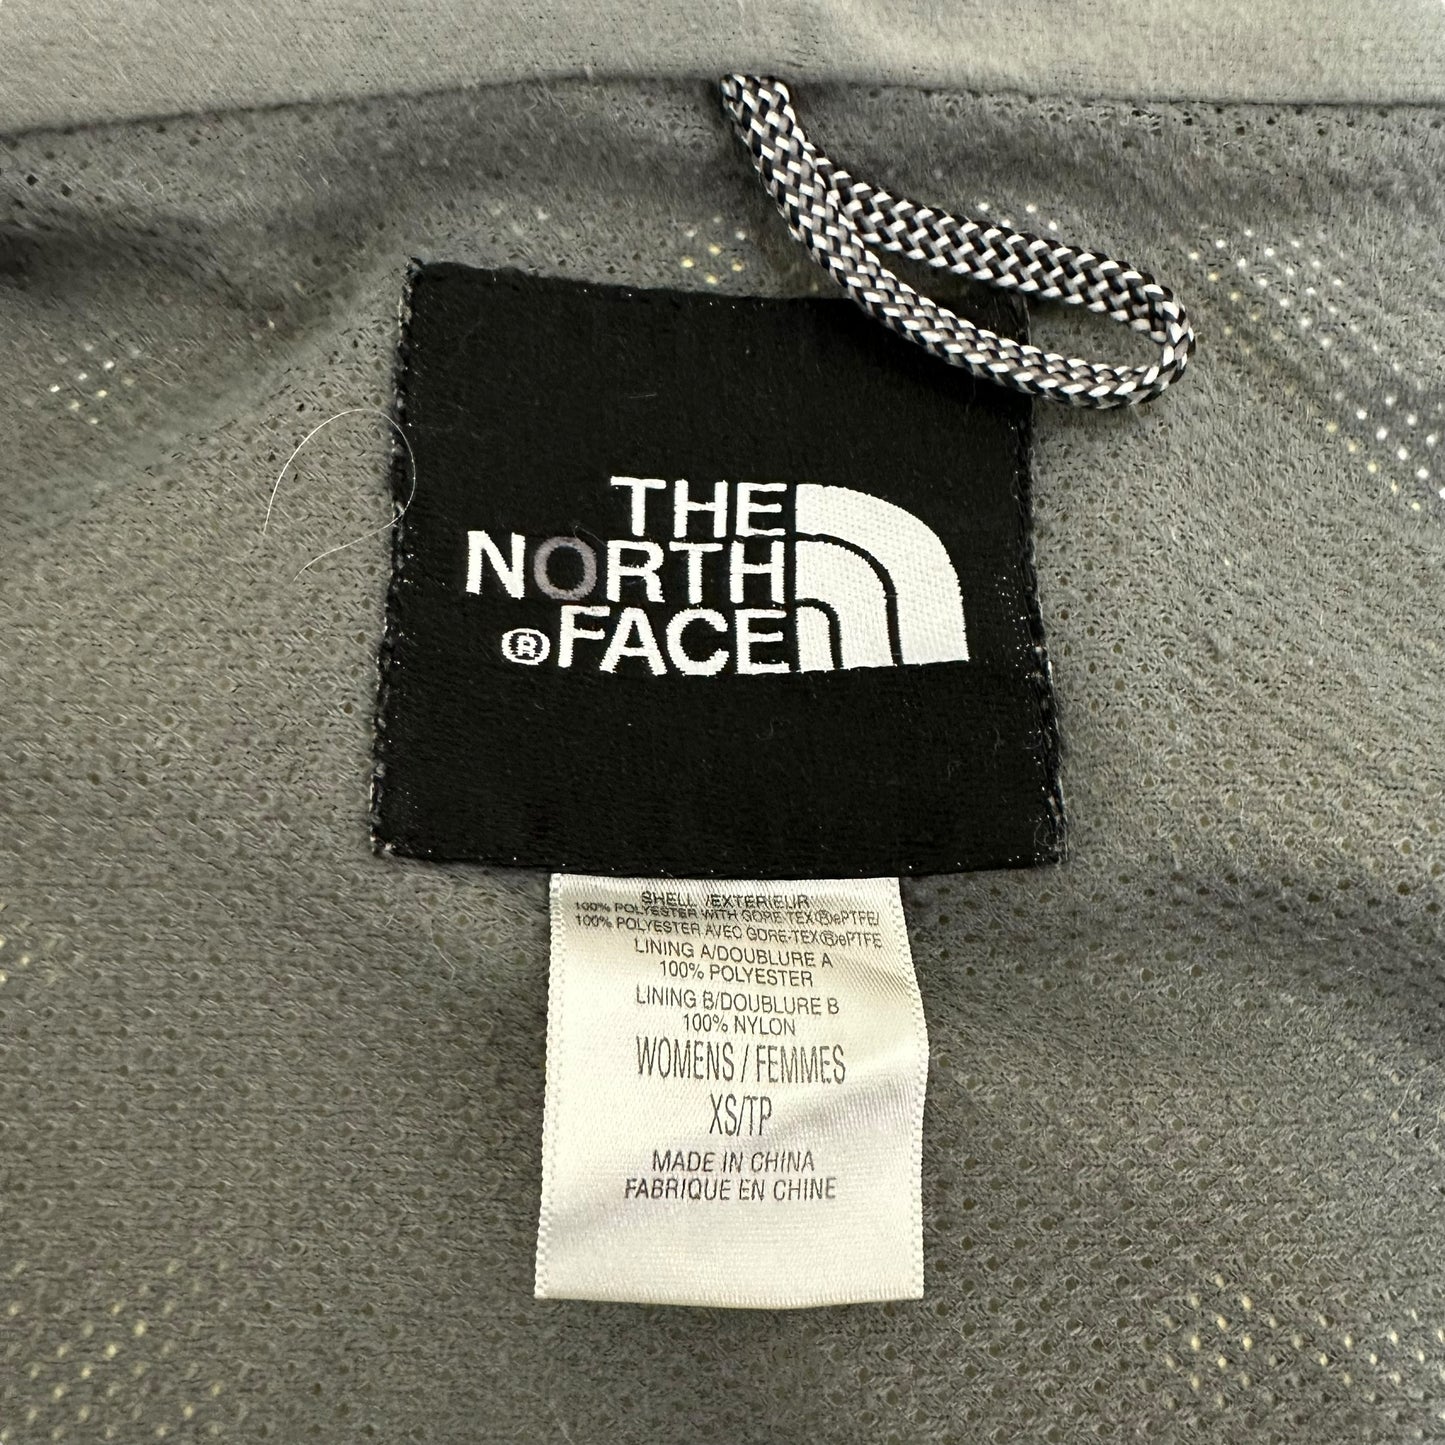 THE
NORTH
® FACE
SHELL /EXTERIEUR
100% POLYESTER WITH GORE-TEX®ePTFE/
100% POLYESTER AVEC GORE-TEX®ePTFE
LINING A/DOUBLURE A
100% POLYESTER
LINING B/DOUBLURE B
100% NYLON
WOMENS / FEMMES
XS/TP
MADE IN CHINA
FABRIQUE EN CHINE